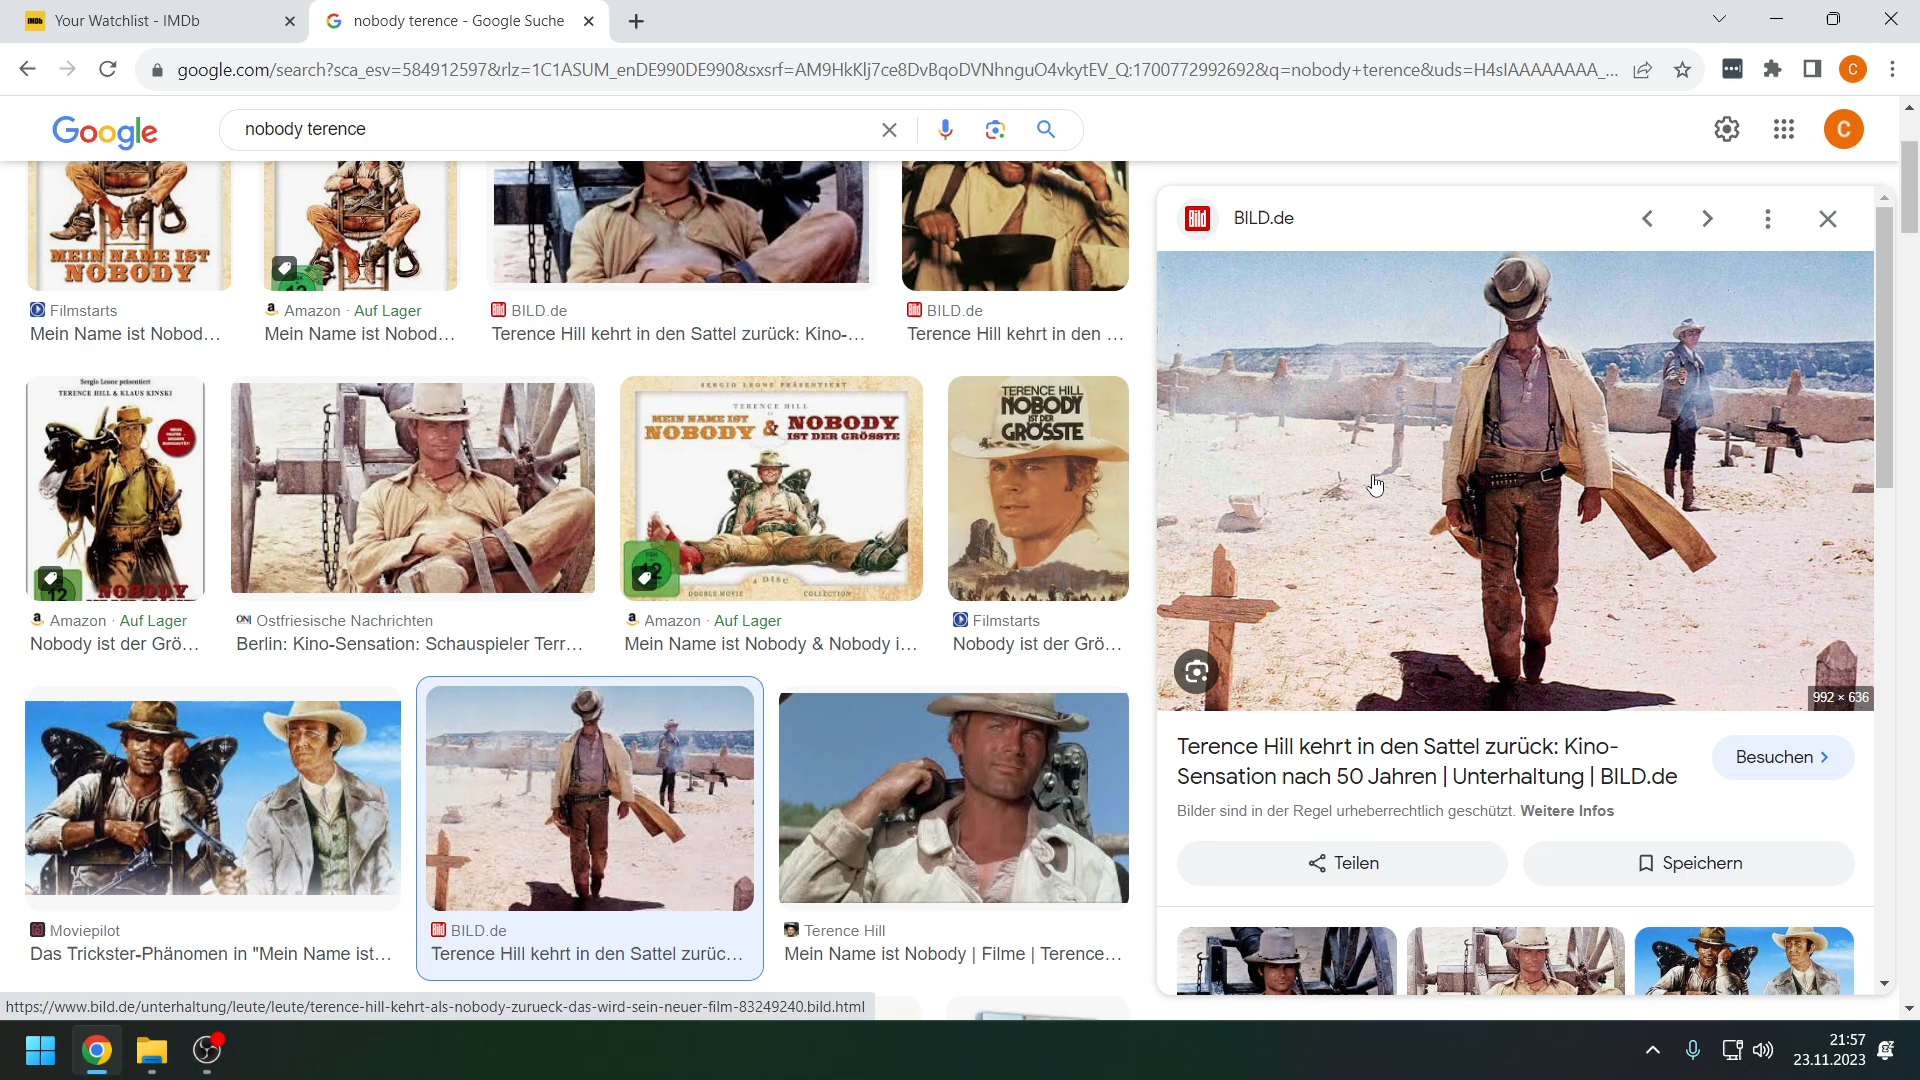 Your Watchlist - IMDb
nobody terence - Google Suche
google.com/search?sca_esv=584912597&rlz=1C1ASUM_enDE990DE990&sxsrf=AM9HkKlj7ce8DvBqoDVNhnguO4vkytEV_Q:1700772992692&q=nobody+terence&uds=H4sIAAAAAAAA_...
C
Google
nobody terence
C
MEIN NAME IST
NOBODY
12
Filmstarts
Mein Name ist Nobod...
Amazon · Auf Lager
Mein Name ist Nobod...
BILD.de
Terence Hill kehrt in den Sattel zurück: Kino-...
BILD.de
Terence Hill kehrt in den ...
Sergio Leone präsentiert
TERENCE HILL & KLAUS KINSKI
NOBODY
12
SERGIO LEONE PRÄSENTIERT
TERENCE HILL
MEIN NAME IST NOBODY & NOBODY IST DER GRÖSSTE
12
DOUBLE MOVIE COLLECTION
TERENCE HILL
NOBODY
IST DER
GRÖSSTE
Amazon · Auf Lager
Nobody ist der Grö...
ON Ostfriesische Nachrichten
Berlin: Kino-Sensation: Schauspieler Terr...
Amazon · Auf Lager
Mein Name ist Nobody & Nobody i...
Filmstarts
Nobody ist der Grö...
Moviepilot
Das Trickster-Phänomen in "Mein Name ist...
BILD.de
Terence Hill kehrt in den Sattel zurüc...
Terence Hill
Mein Name ist Nobody | Filme | Terence...
Bild
BILD.de
992 × 636
Terence Hill kehrt in den Sattel zurück: Kino-
Sensation nach 50 Jahren | Unterhaltung | BILD.de
Besuchen
Bilder sind in der Regel urheberrechtlich geschützt. Weitere Infos
Teilen
Speichern
https://www.bild.de/unterhaltung/leute/leute/terence-hill-kehrt-als-nobody-zurueck-das-wird-sein-neuer-film-83249240.bild.html
21:57
23.11.2023